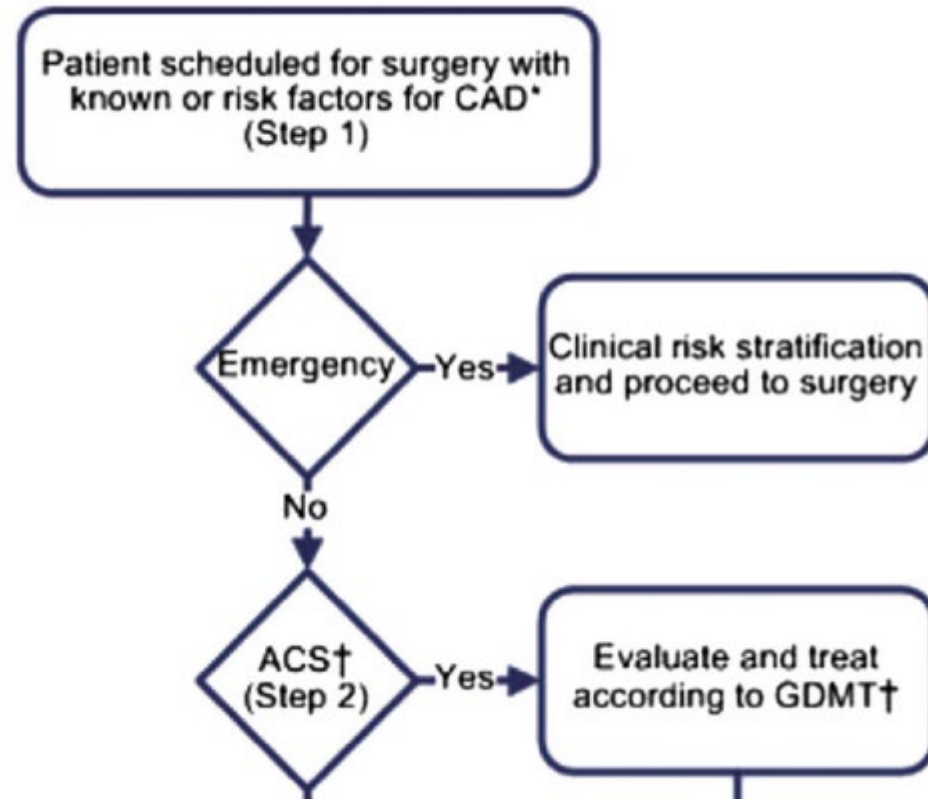 Patient scheduled for surgery with
known or risk factors for CAD*
(Step 1)
Emergency
Yes
Clinical risk stratification
and proceed to surgery
No
ACS†
(Step 2)
Yes
Evaluate and treat
according to GDMT†